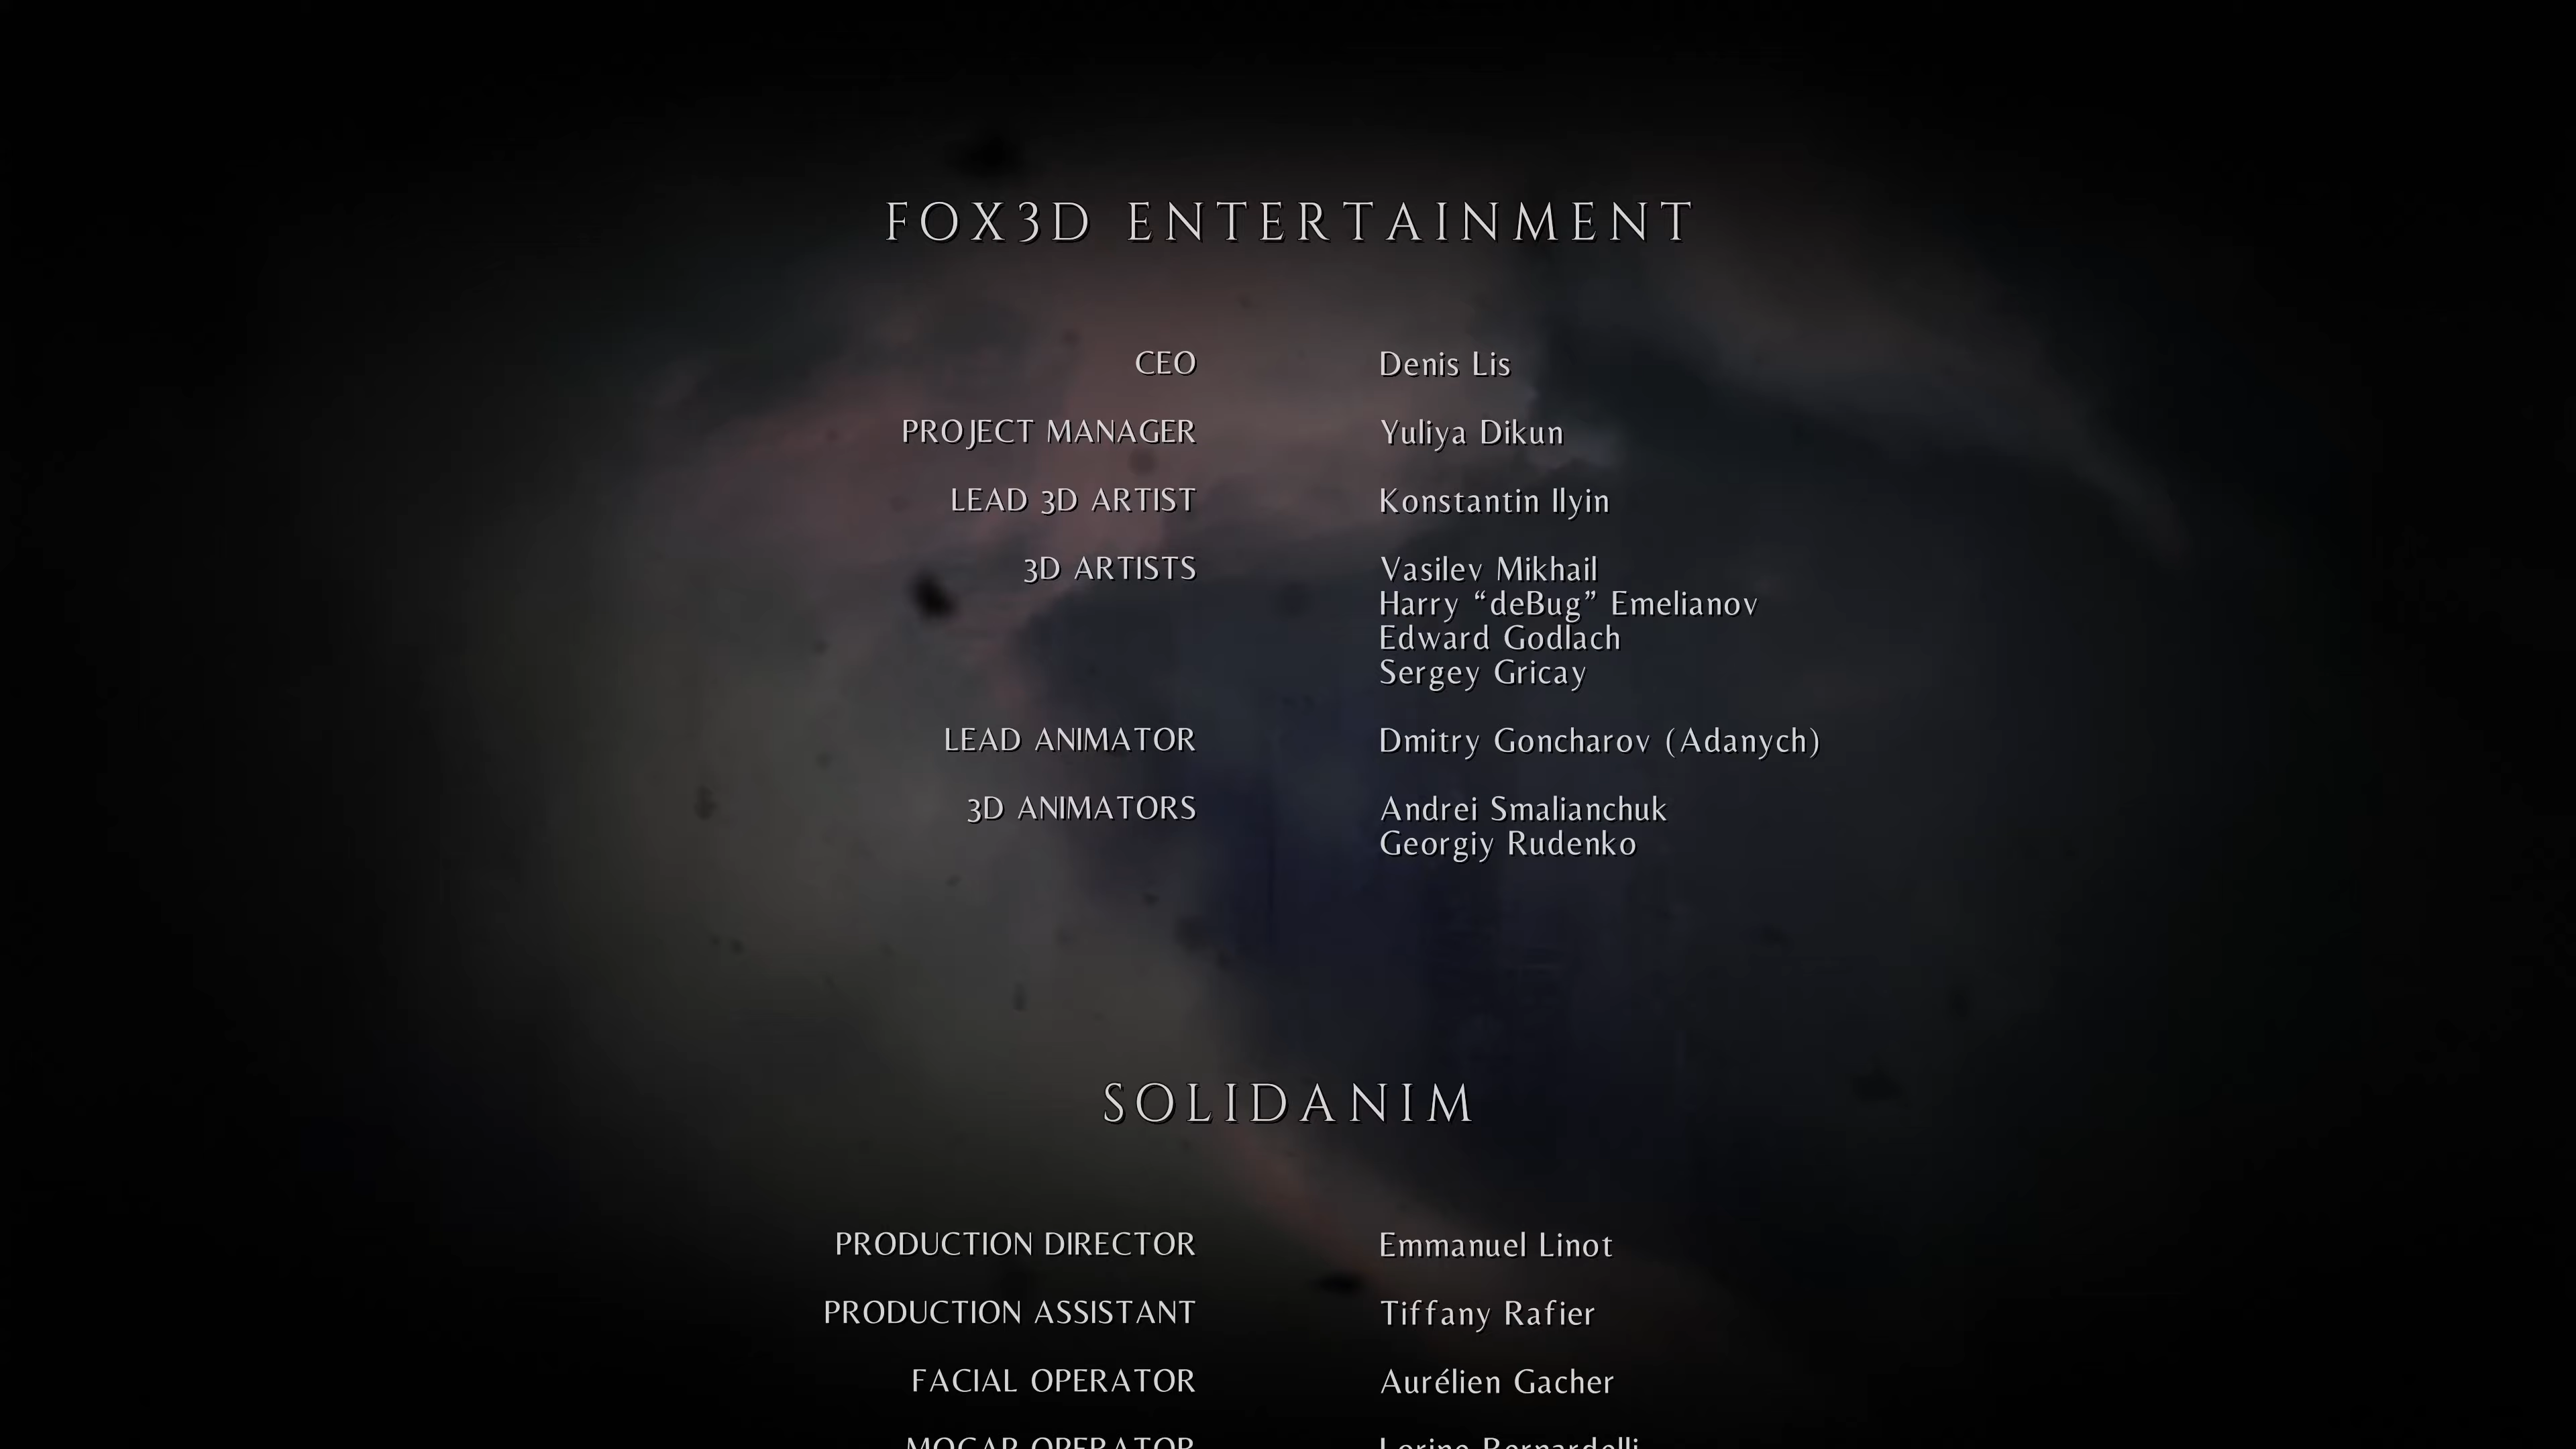 FOX3D ENTERTAINMENT
CEO Denis Lis
PROJECT MANAGER Yuliya Dikun
LEAD 3D ARTIST Konstantin Ilyin
3D ARTISTS Vasilev Mikhail
Harry “deBug” Emelianov
Edward Godlach
Sergey Gricay
LEAD ANIMATOR Dmitry Goncharov (Adanych)
3D ANIMATORS Andrei Smalianchuk
Georgiy Rudenko
SOLIDANIM
PRODUCTION DIRECTOR Emmanuel Linot
PRODUCTION ASSISTANT Tiffany Rafier
FACIAL OPERATOR Aurélien Gacher
MOCAP OPERATOR